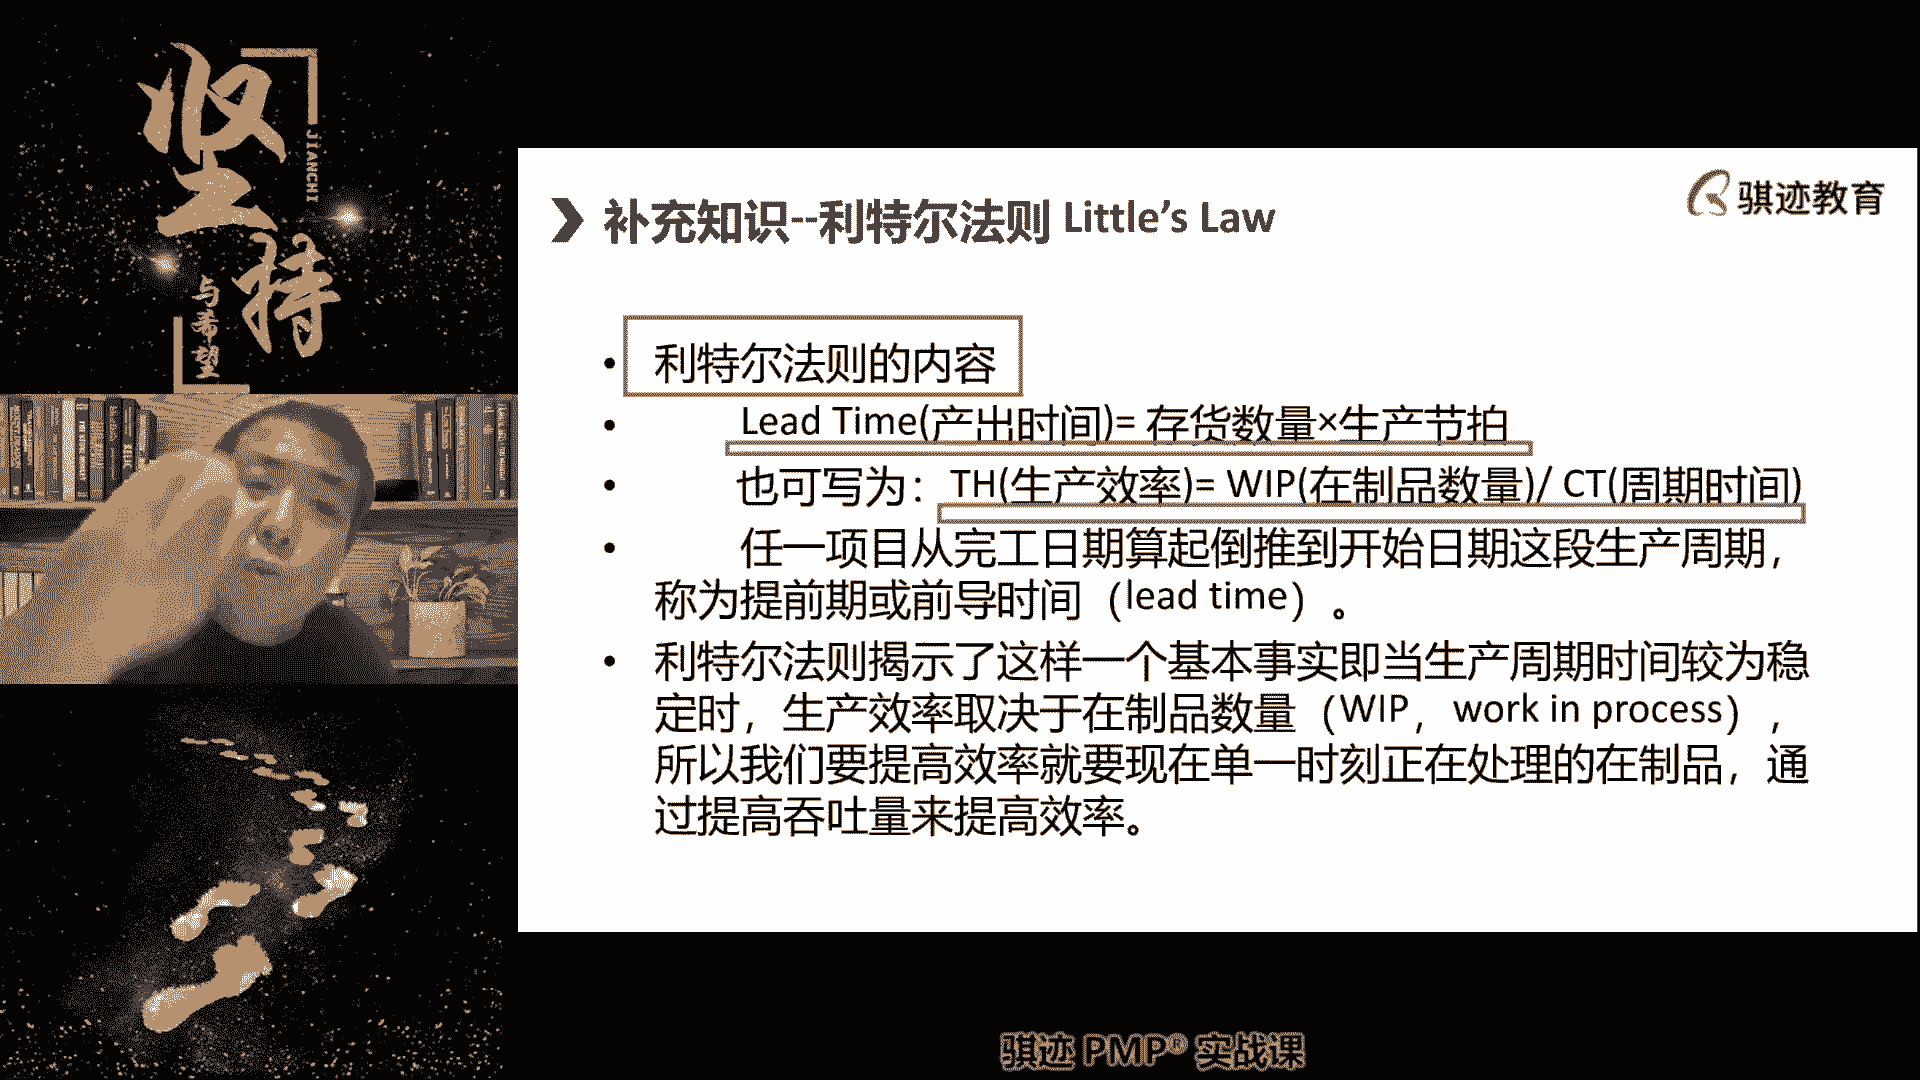 坚持
JIANCHI
与希望
骐迹教育
补充知识--利特尔法则 Little’s Law
• 利特尔法则的内容
• Lead Time(产出时间)= 存货数量×生产节拍
• 也可写为：TH(生产效率)= WIP(在制品数量)/ CT(周期时间)
• 任一项目从完工日期算起倒推到开始日期这段生产周期，
称为提前期或前导时间（lead time）。
• 利特尔法则揭示了这样一个基本事实即当生产周期时间较为稳
定时，生产效率取决于在制品数量（WIP，work in process），
所以我们要提高效率就要现在单一时刻正在处理的在制品，通
过提高吞吐量来提高效率。
骐迹 PMP® 实战课